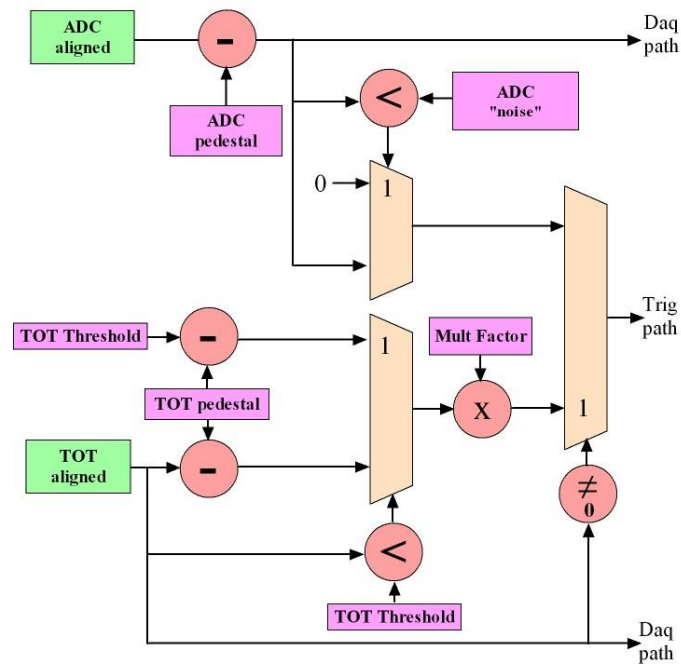 ADC
aligned
-
Daq
path
ADC
pedestal
<
ADC
"noise"
0
1
TOT Threshold
-
1
Mult Factor
Trig
path
TOT pedestal
X
1
TOT
aligned
-
≠
0
<
TOT Threshold
Daq
path